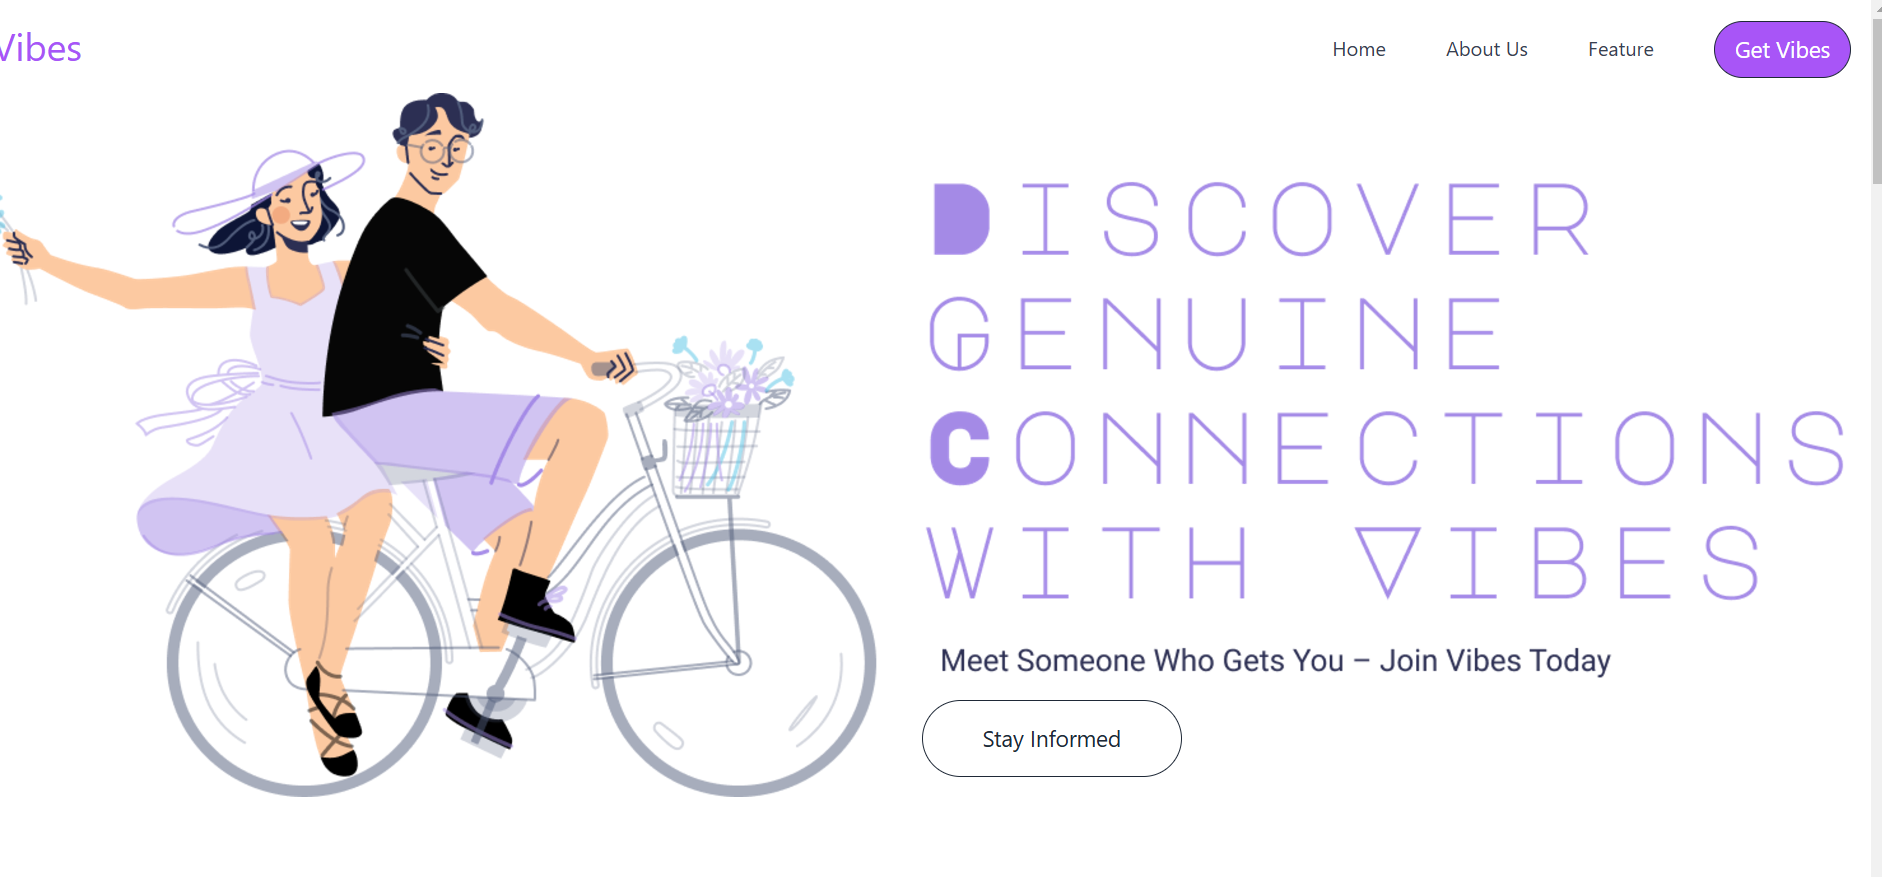 Vibes
Home About Us Feature Get Vibes
DISCOVER
GENUINE
CONNECTIONS
WITH VIBES
Meet Someone Who Gets You – Join Vibes Today
Stay Informed